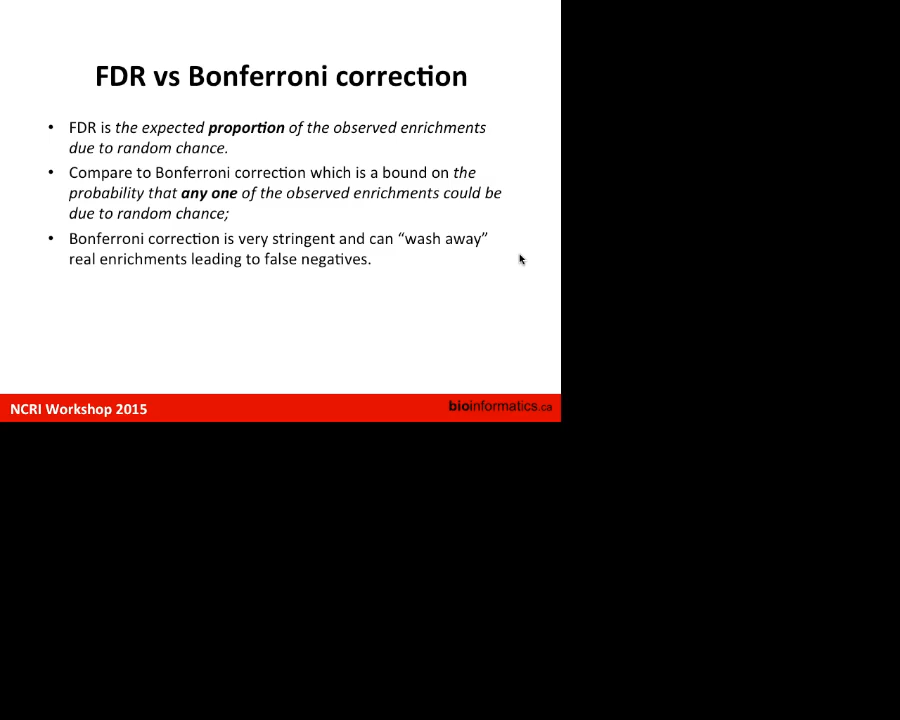 FDR vs Bonferroni correction
• FDR is the expected proportion of the observed enrichments
due to random chance.
• Compare to Bonferroni correction which is a bound on the
probability that any one of the observed enrichments could be
due to random chance;
• Bonferroni correction is very stringent and can “wash away”
real enrichments leading to false negatives.
NCRI Workshop 2015
bioinformatics.ca